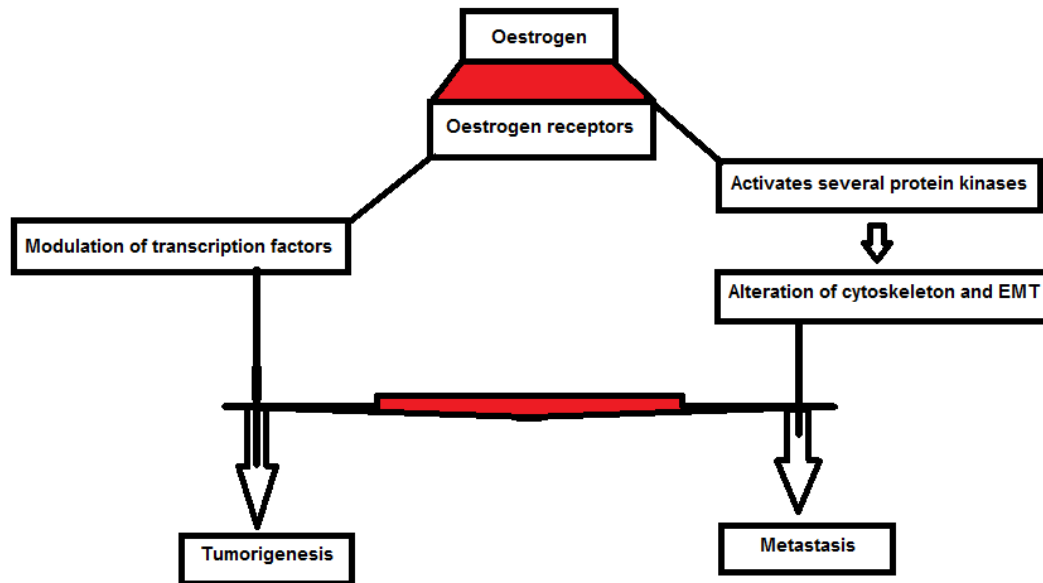 Oestrogen
Oestrogen receptors
Activates several protein kinases
Modulation of transcription factors
Alteration of cytoskeleton and EMT
Tumorigenesis
Metastasis